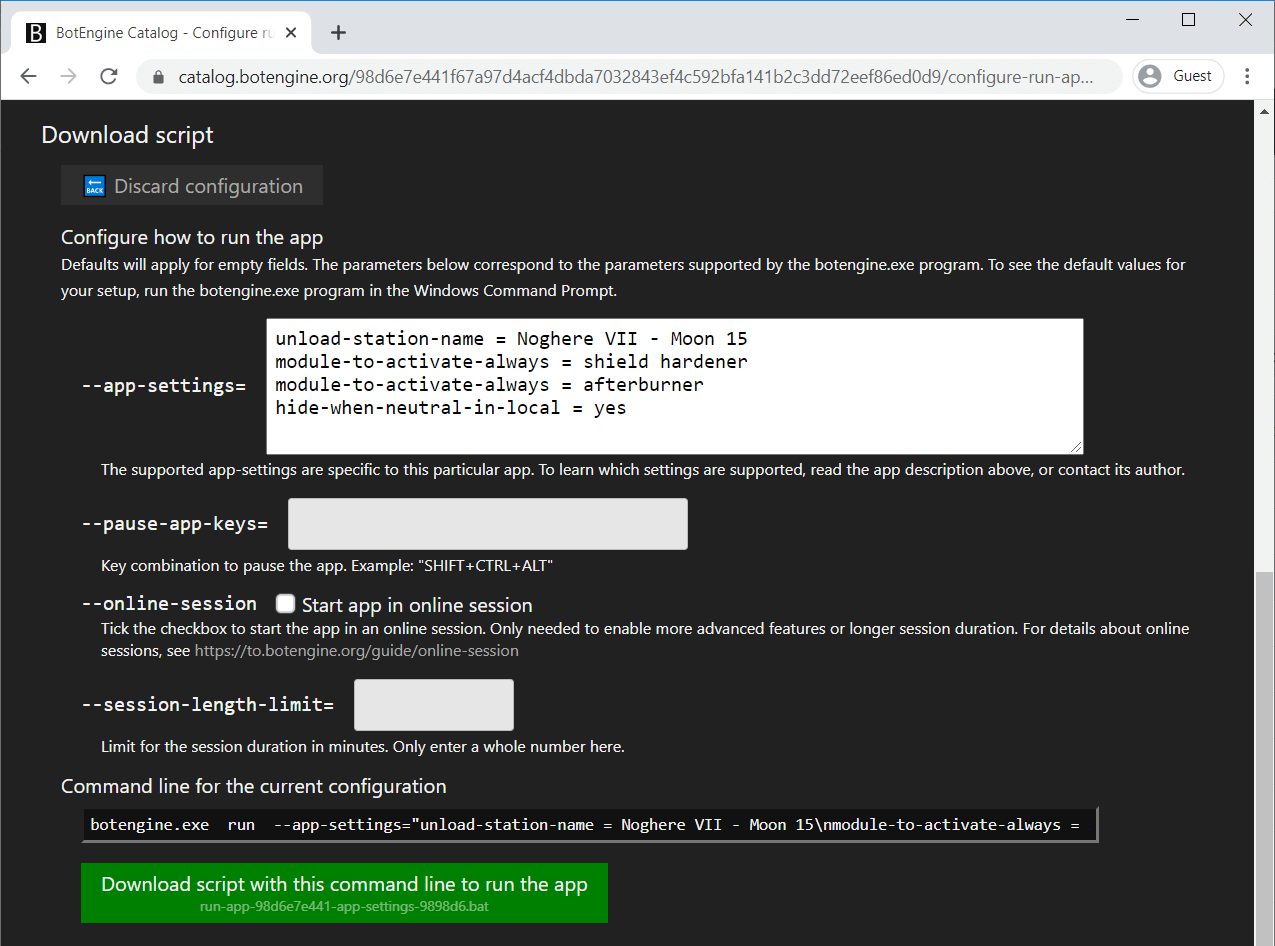 BotEngine Catalog - Configure ru
catalog.botengine.org/98d6e7e441f67a97d4acf4dbda7032843ef4c592bfa141b2c3dd72eef86ed0d9/configure-run-ap...
Guest
Download script
BACK Discard configuration
Configure how to run the app
Defaults will apply for empty fields. The parameters below correspond to the parameters supported by the botengine.exe program. To see the default values for
your setup, run the botengine.exe program in the Windows Command Prompt.
--app-settings=
unload-station-name = Noghere VII - Moon 15
module-to-activate-always = shield hardener
module-to-activate-always = afterburner
hide-when-neutral-in-local = yes
The supported app-settings are specific to this particular app. To learn which settings are supported, read the app description above, or contact its author.
--pause-app-keys=
Key combination to pause the app. Example: "SHIFT+CTRL+ALT"
--online-session Start app in online session
Tick the checkbox to start the app in an online session. Only needed to enable more advanced features or longer session duration. For details about online
sessions, see https://to.botengine.org/guide/online-session
--session-length-limit=
Limit for the session duration in minutes. Only enter a whole number here.
Command line for the current configuration
botengine.exe run --app-settings="unload-station-name = Noghere VII - Moon 15\nmodule-to-activate-always =
Download script with this command line to run the app
run-app-98d6e7e441-app-settings-9898d6.bat